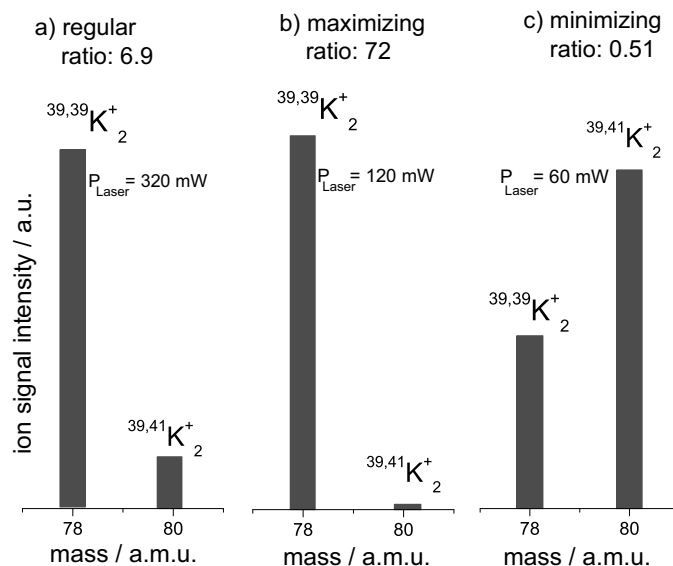 a) regular
ratio: 6.9
b) maximizing
ratio: 72
c) minimizing
ratio: 0.51
ion signal intensity / a.u.
39,39K+2
PLaser = 320 mW
39,41K+2
78
80
mass / a.m.u.
39,39K+2
PLaser = 120 mW
39,41K+2
78
80
mass / a.m.u.
39,41K+2
PLaser = 60 mW
39,39K+2
78
80
mass / a.m.u.